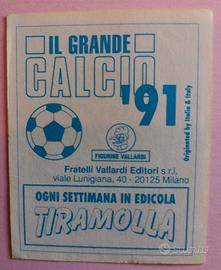 IL GRANDE
CALCIO
'91
Originated by Italia & Italy
FIGURINE VALLARDI
Fratelli Vallardi Editori s.r.l,
viale Lunigiana, 40 - 20125 Milano
OGNI SETTIMANA IN EDICOLA
TIRAMOLLA
subito